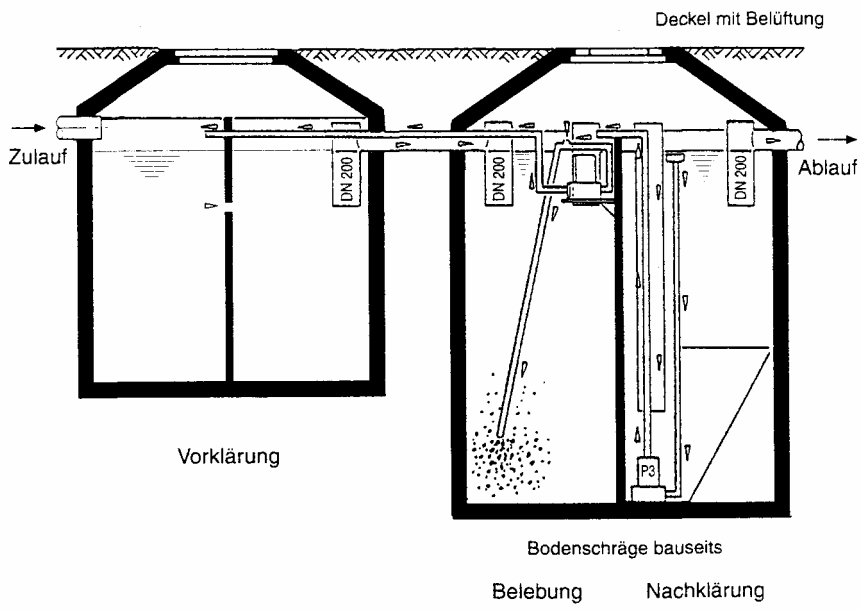 Deckel mit Belüftung
Zulauf
DN 200
DN 200
DN 200
Ablauf
Vorklärung
P3
Bodenschräge bauseits
Belebung
Nachklärung